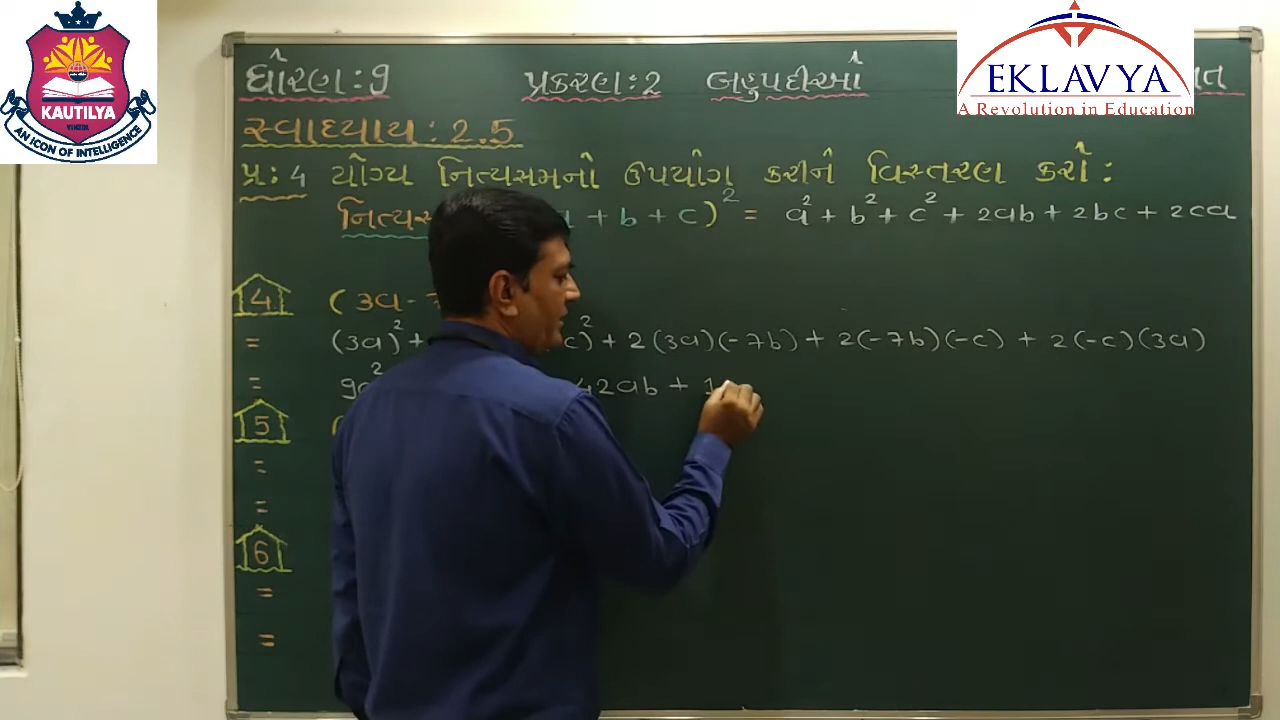 KAUTILYA
AN ICON OF INTELLIGENCE
EKLAVYA
A Revolution in Education
ધોરણ : 9 પ્રકરણ : 2 બહુપદીઓ
સ્વાધ્યાય : 2.5
પ્ર : 4 યોગ્ય નિત્યસમનો ઉપયોગ કરીને વિસ્તરણ કરો :
+ b + c)² = a² + b² + c² + 2ab + 2bc + 2ca
4 (3a -
= (3a)² + c)² + 2(3a)(-7b) + 2(-7b)(-c) + 2(-c)(3a)
= 9a² 42ab + 1
5 (
=
=
6
=
=